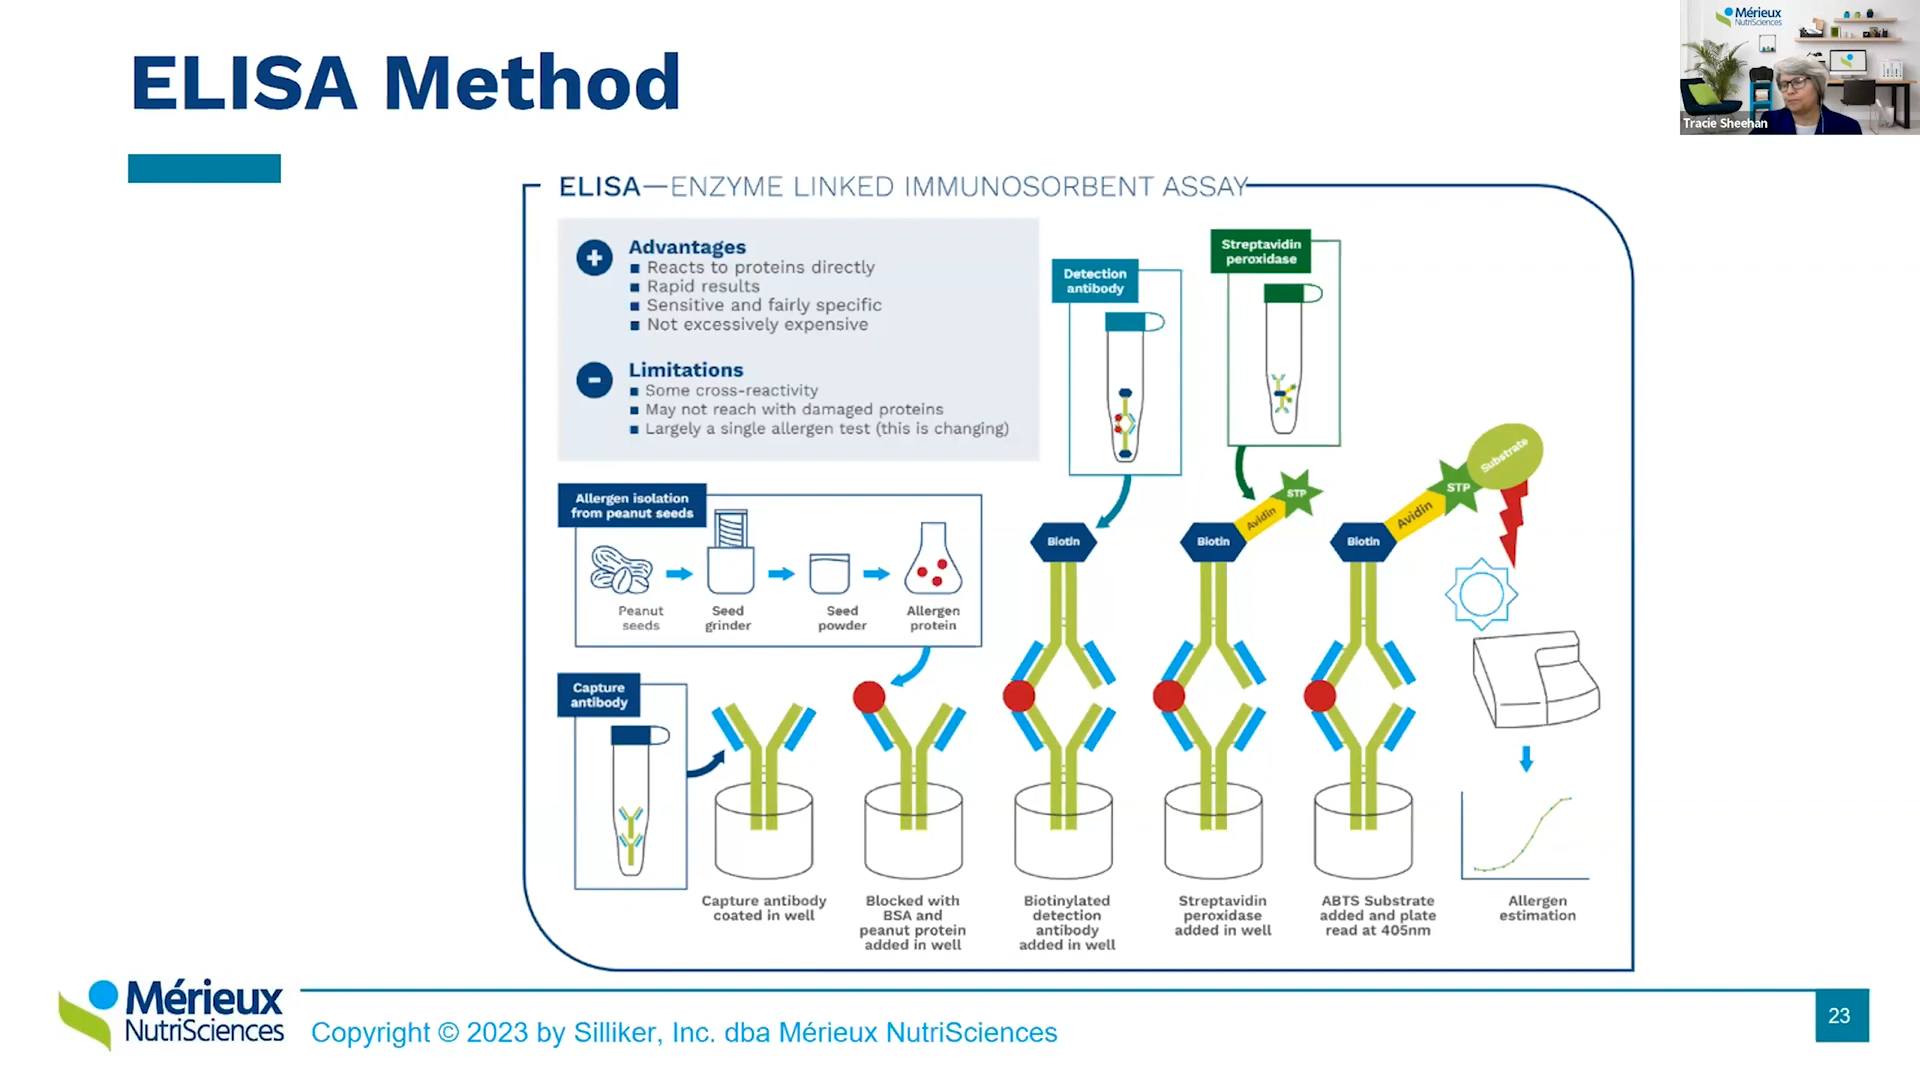 ELISA Method
Mérieux
NutriSciences
Tracie Sheehan
ELISA—ENZYME LINKED IMMUNOSORBENT ASSAY
+
Advantages
Reacts to proteins directly
Rapid results
Sensitive and fairly specific
Not excessively expensive
-
Limitations
Some cross-reactivity
May not reach with damaged proteins
Largely a single allergen test (this is changing)
Detection
antibody
Streptavidin
peroxidase
Allergen isolation
from peanut seeds
Peanut
seeds
Seed
grinder
Seed
powder
Allergen
protein
Capture
antibody
Biotin
Biotin
Avidin
STP
Biotin
Avidin
STP
Substrate
Capture antibody
coated in well
Blocked with
BSA and
peanut protein
added in well
Biotinylated
detection
antibody
added in well
Streptavidin
peroxidase
added in well
ABTS Substrate
added and plate
read at 405nm
Allergen
estimation
Mérieux
NutriSciences
Copyright © 2023 by Silliker, Inc. dba Mérieux NutriSciences
23